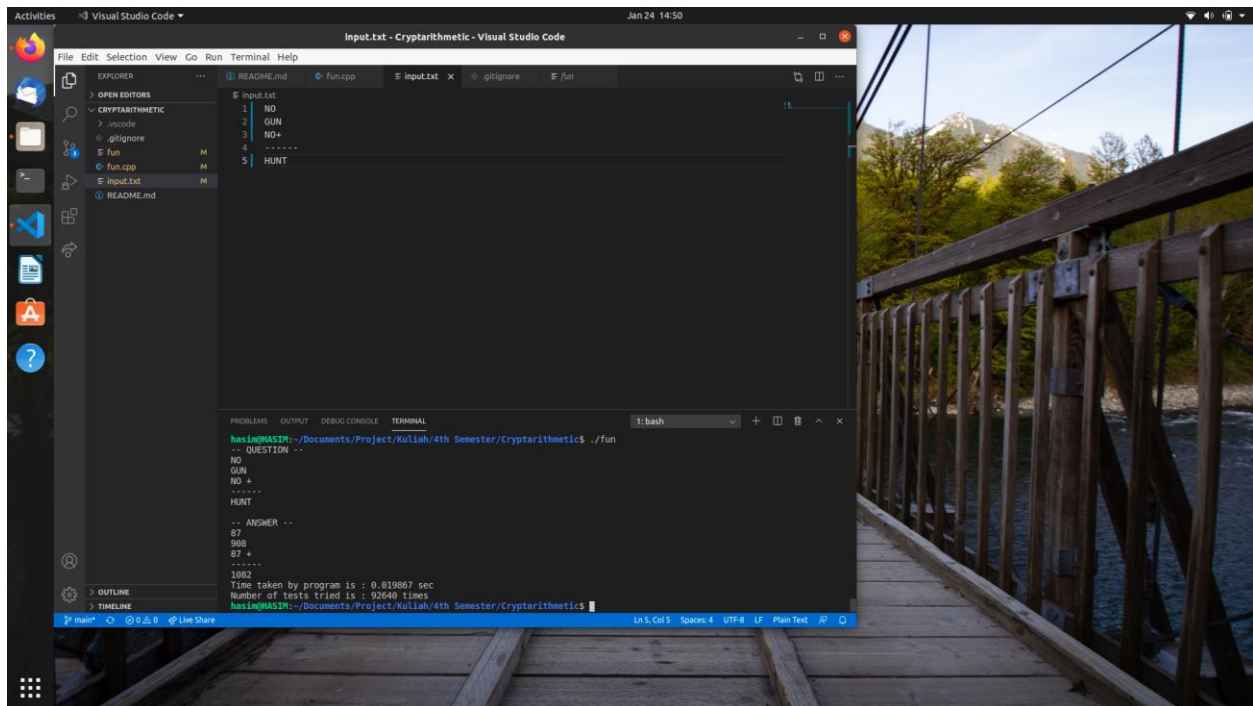 Activities Visual Studio Code Jan 24 14:50
input.txt - Cryptarithmetic - Visual Studio Code
File Edit Selection View Go Run Terminal Help
EXPLORER
OPEN EDITORS
CRYPTARITHMETIC
.vscode
.gitignore
fun M
fun.cpp M
input.txt M
README.md
OUTLINE
TIMELINE
README.md fun.cpp input.txt .gitignore fun
input.txt
1 NO
2 GUN
3 NO+
4 ------
5 HUNT
PROBLEMS OUTPUT DEBUG CONSOLE TERMINAL 1: bash
hasim@HASIM:~/Documents/Project/Kuliah/4th Semester/Cryptarithmetic$ ./fun
-- QUESTION --
NO
GUN
NO +
------
HUNT
-- ANSWER --
87
908
87 +
------
1082
Time taken by program is : 0.019867 sec
Number of tests tried is : 92640 times
hasim@HASIM:~/Documents/Project/Kuliah/4th Semester/Cryptarithmetic$
main* 0 0 Live Share Ln 5, Col 5 Spaces: 4 UTF-8 LF Plain Text